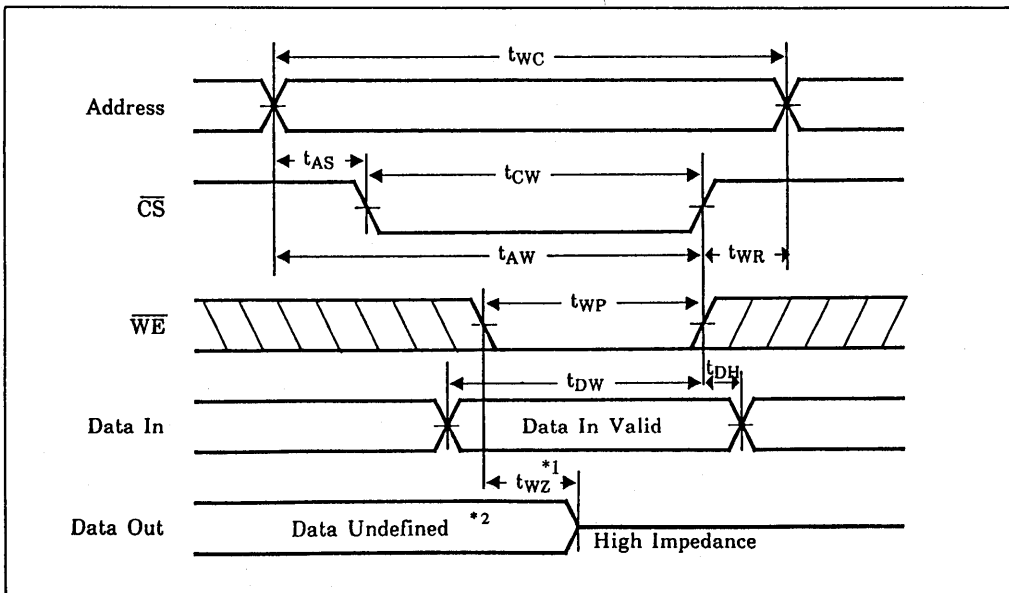 tWC
Address
tAS
tCW
CS
tAW
tWR
WE
tWP
tDW
tDH
Data In
Data In Valid
tWZ *1
Data Out
Data Undefined *2
High Impedance